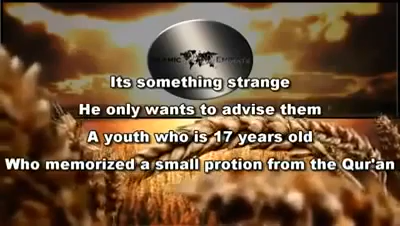 Its something strange
He only wants to advise them
A youth who is 17 years old
Who memorized a small protion from the Qur'an